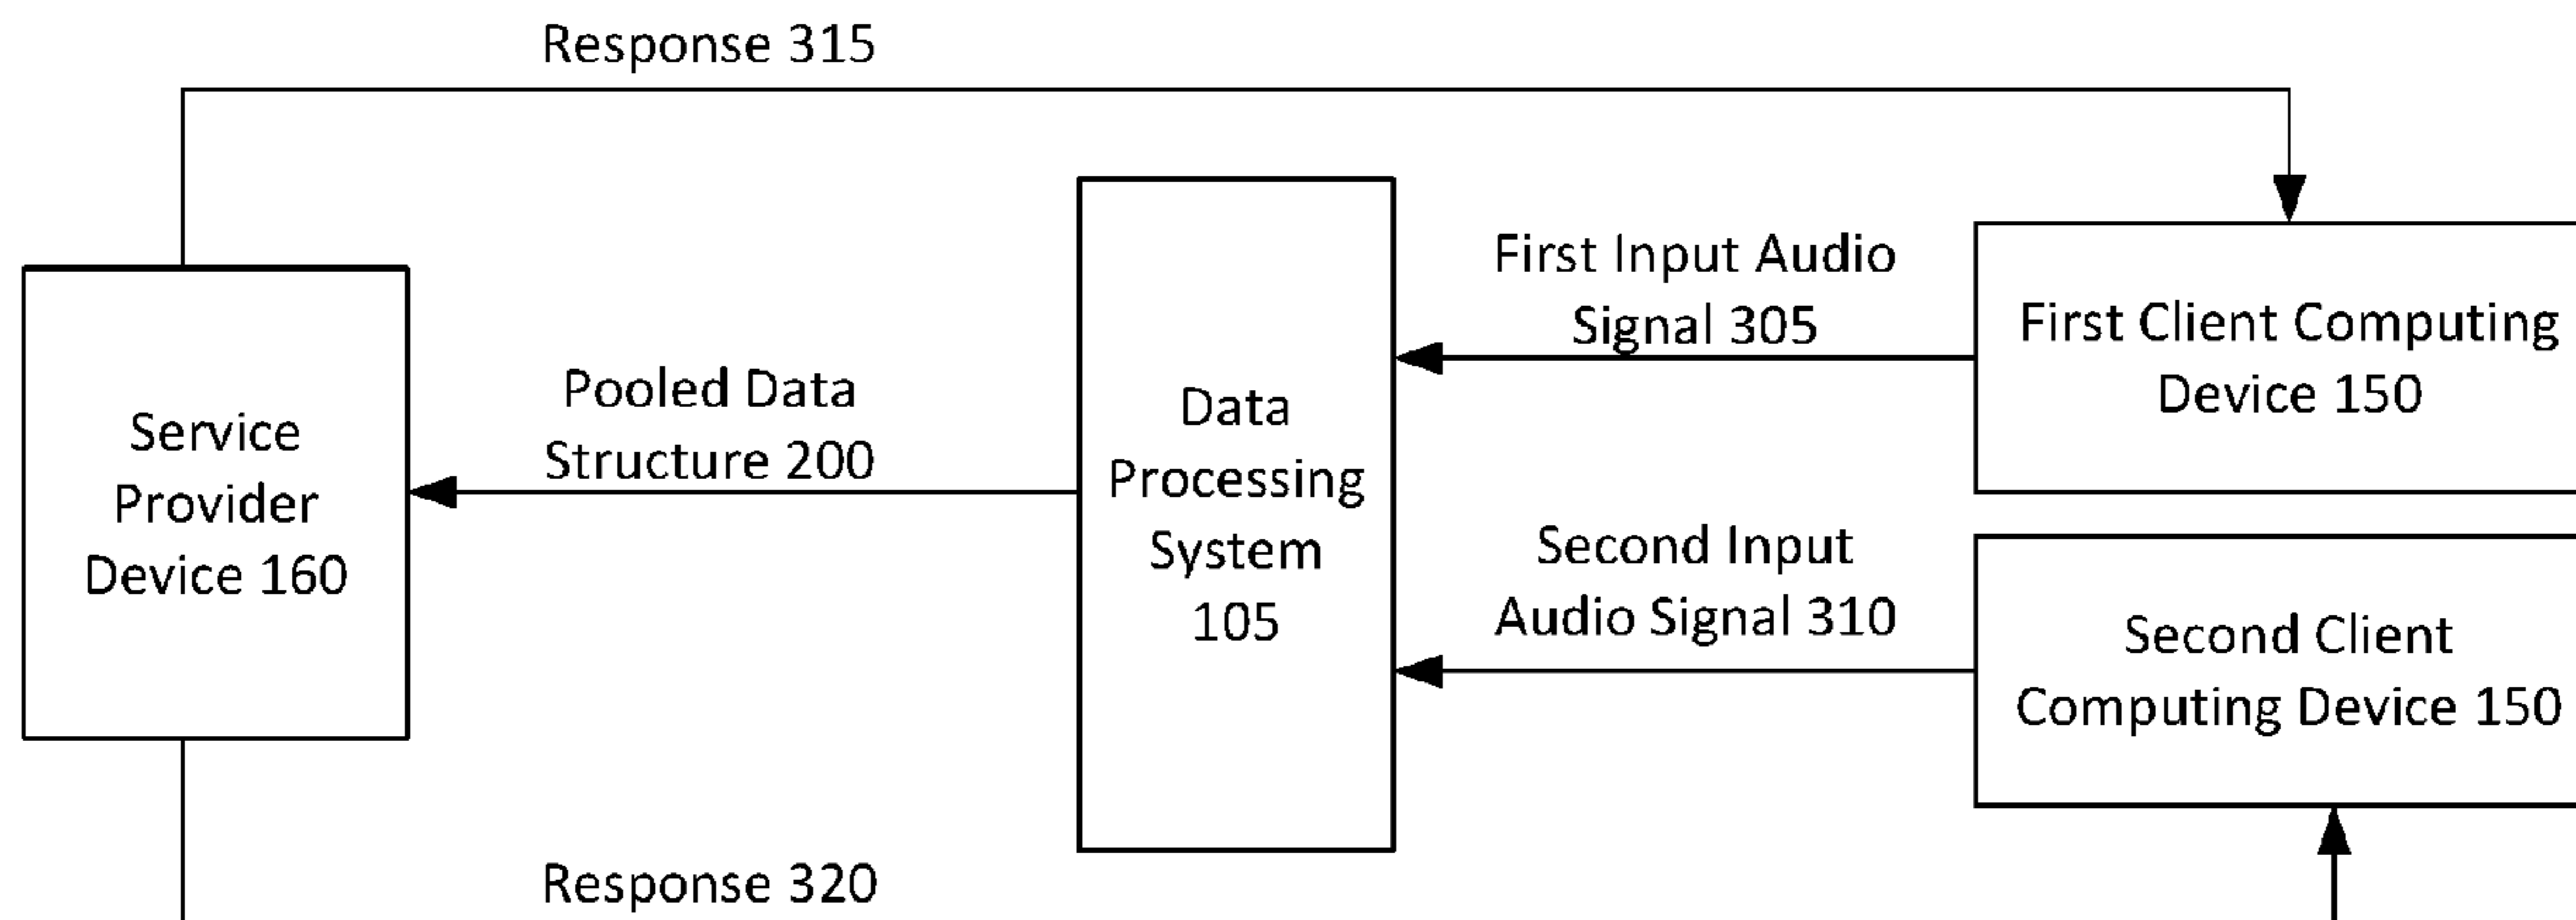 Response 315
First Input Audio
Signal 305
First Client Computing
Device 150
Pooled Data
Structure 200
Data
Processing
System
105
Service
Provider
Device 160
Second Input
Audio Signal 310
Second Client
Computing Device 150
Response 320